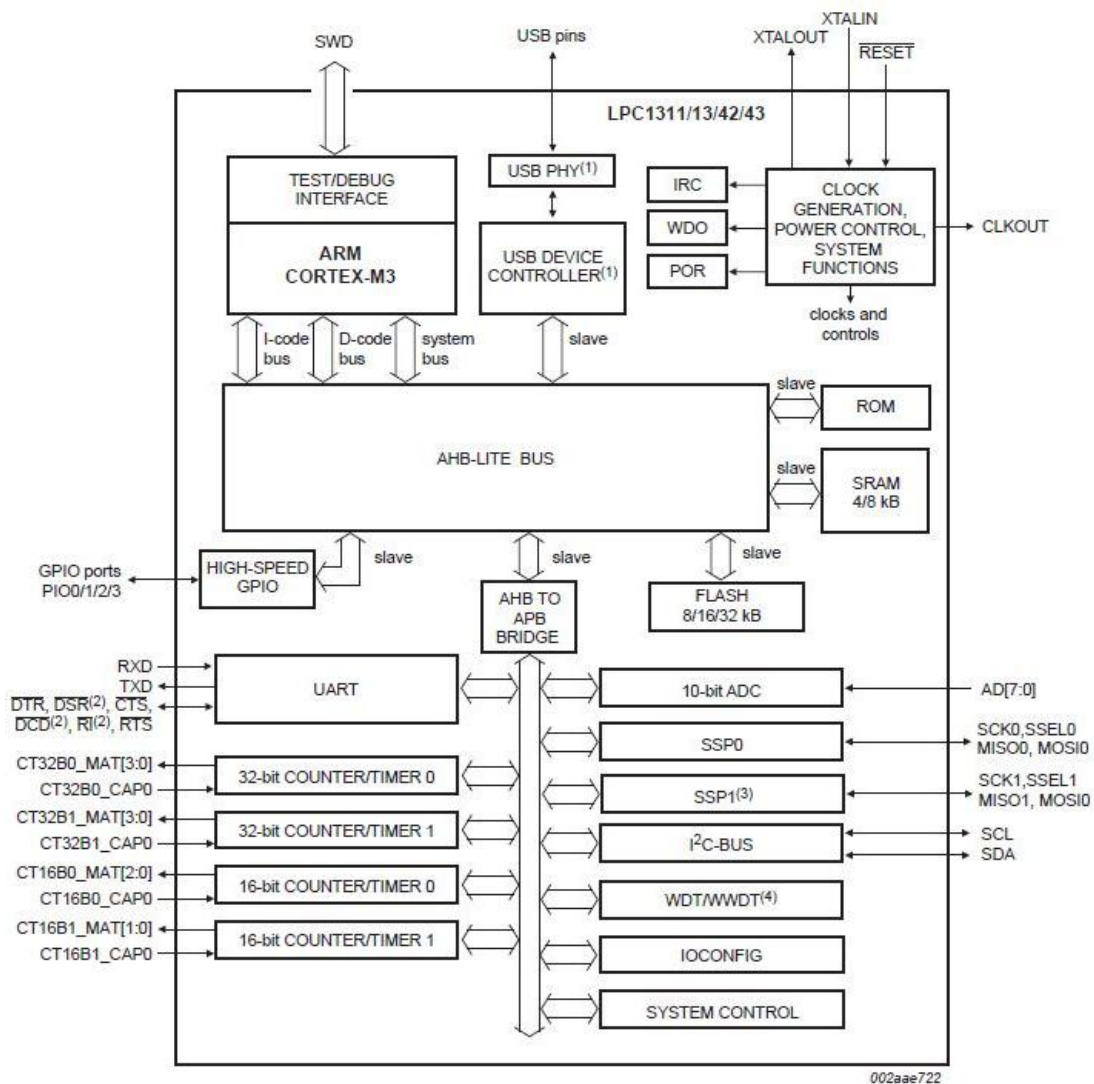 SWD
USB pins
XTALIN
XTALOUT
RESET
LPC1311/13/42/43
TEST/DEBUG
INTERFACE
ARM
CORTEX-M3
USB PHY(1)
USB DEVICE
CONTROLLER(1)
IRC
WDO
POR
CLOCK
GENERATION,
POWER CONTROL,
SYSTEM
FUNCTIONS
CLKOUT
clocks and
controls
I-code
bus
D-code
bus
system
bus
slave
AHB-LITE BUS
slave
ROM
slave
SRAM
4/8 kB
slave
slave
slave
GPIO ports
PIO0/1/2/3
HIGH-SPEED
GPIO
AHB TO
APB
BRIDGE
FLASH
8/16/32 kB
RXD
TXD
DTR, DSR(2), CTS,
DCD(2), RI(2), RTS
UART
CT32B0_MAT[3:0]
CT32B0_CAP0
32-bit COUNTER/TIMER 0
CT32B1_MAT[3:0]
CT32B1_CAP0
32-bit COUNTER/TIMER 1
CT16B0_MAT[2:0]
CT16B0_CAP0
16-bit COUNTER/TIMER 0
CT16B1_MAT[1:0]
CT16B1_CAP0
16-bit COUNTER/TIMER 1
10-bit ADC
AD[7:0]
SSP0
SCK0,SSEL0
MISO0, MOSI0
SSP1(3)
SCK1,SSEL1
MISO1, MOSI0
I2C-BUS
SCL
SDA
WDT/WWDT(4)
IOCONFIG
SYSTEM CONTROL
002aae722